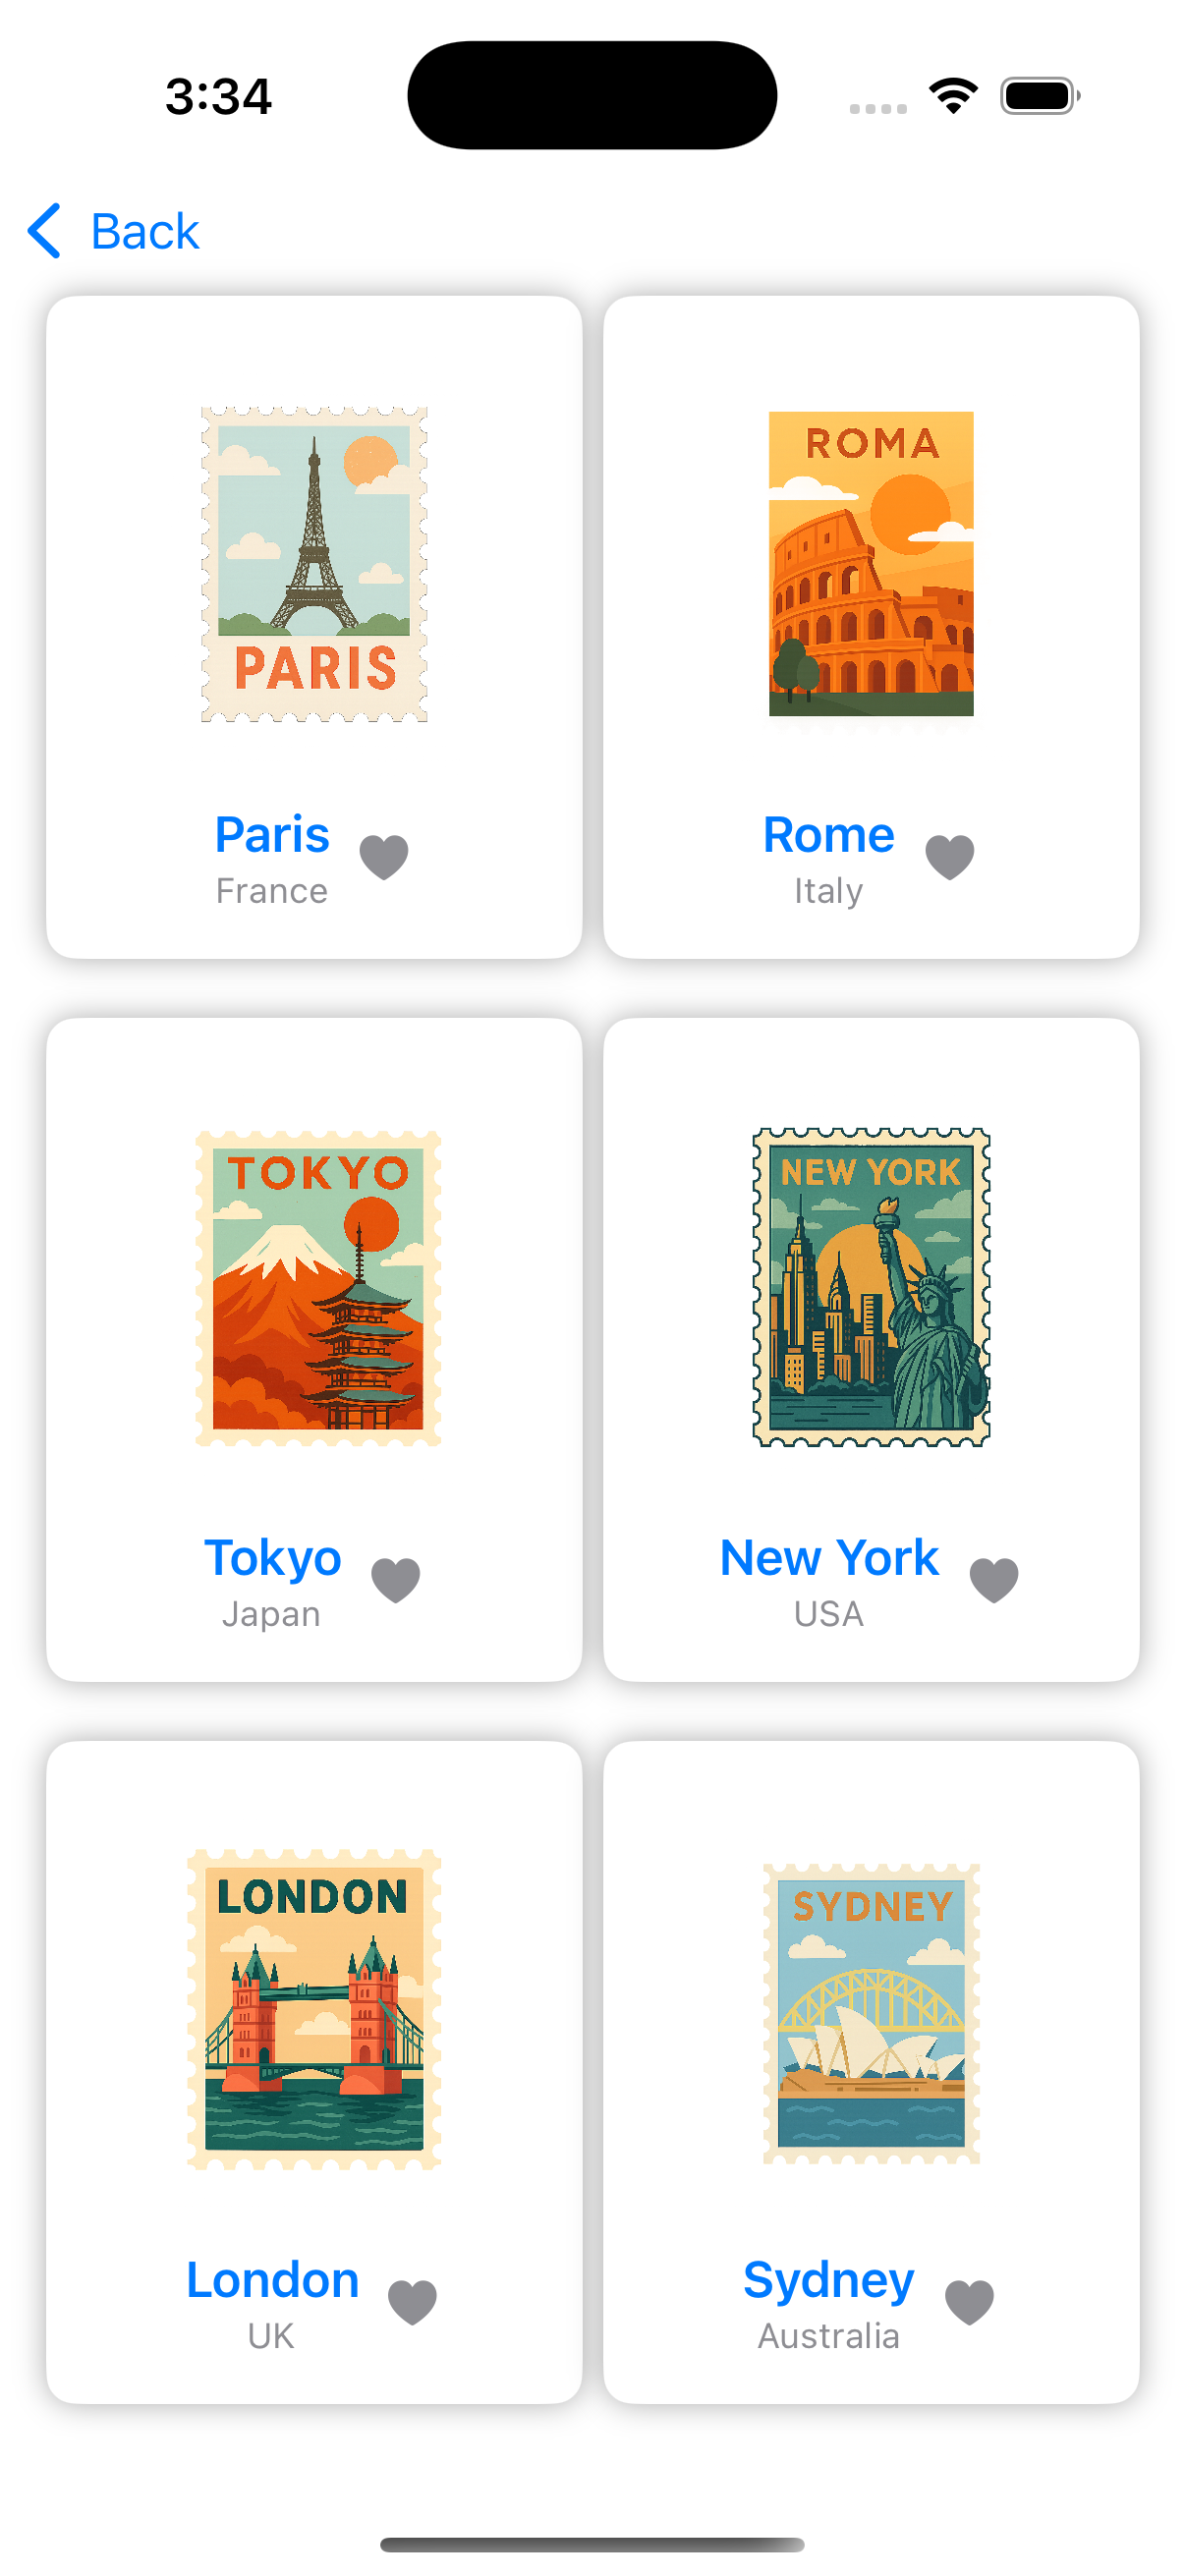 3:34
Back
PARIS
Paris
France
ROMA
Rome
Italy
TOKYO
Tokyo
Japan
NEW YORK
New York
USA
LONDON
London
UK
SYDNEY
Sydney
Australia